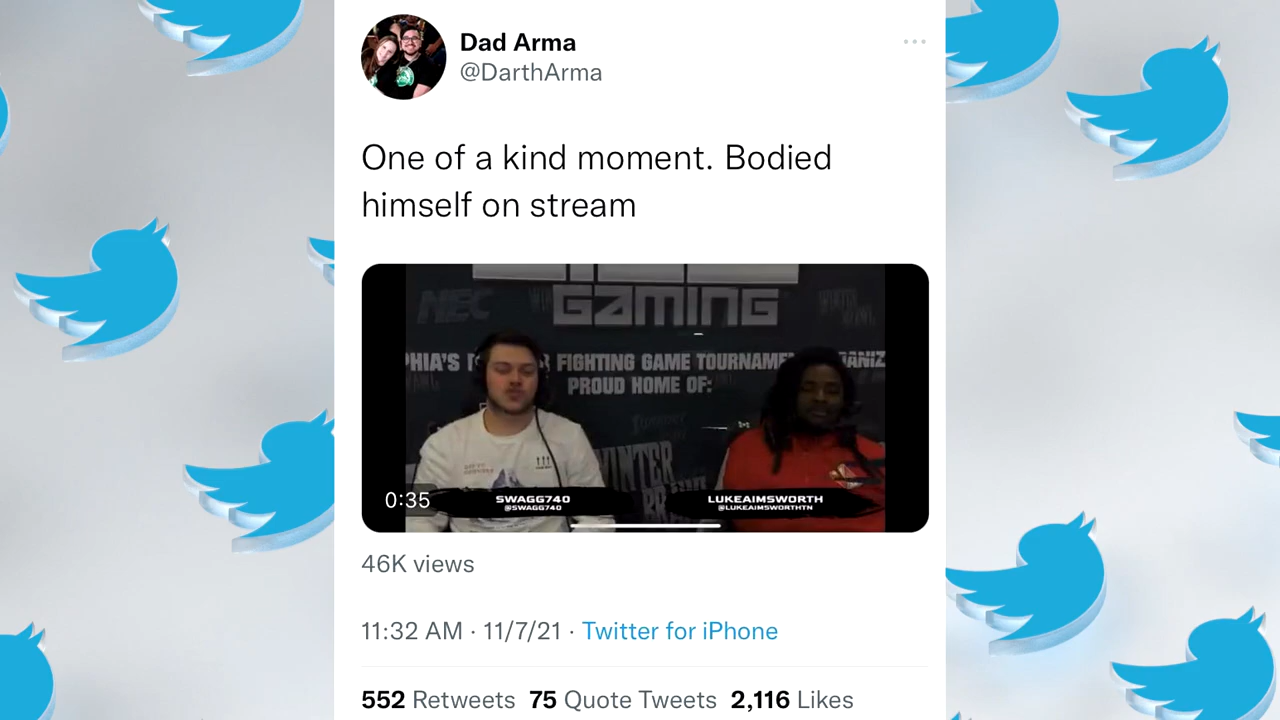 Dad Arma
@DarthArma
One of a kind moment. Bodied
himself on stream
NEC
GAMING
FIGHTING GAME TOURNAME
PROUD HOME OF:
WINTER
0:35
SWAGG740
@SWAGG740
LUKEAIMSWORTH
@LUKEAIMSWORTHTN
46K views
11:32 AM · 11/7/21 · Twitter for iPhone
552 Retweets 75 Quote Tweets 2,116 Likes